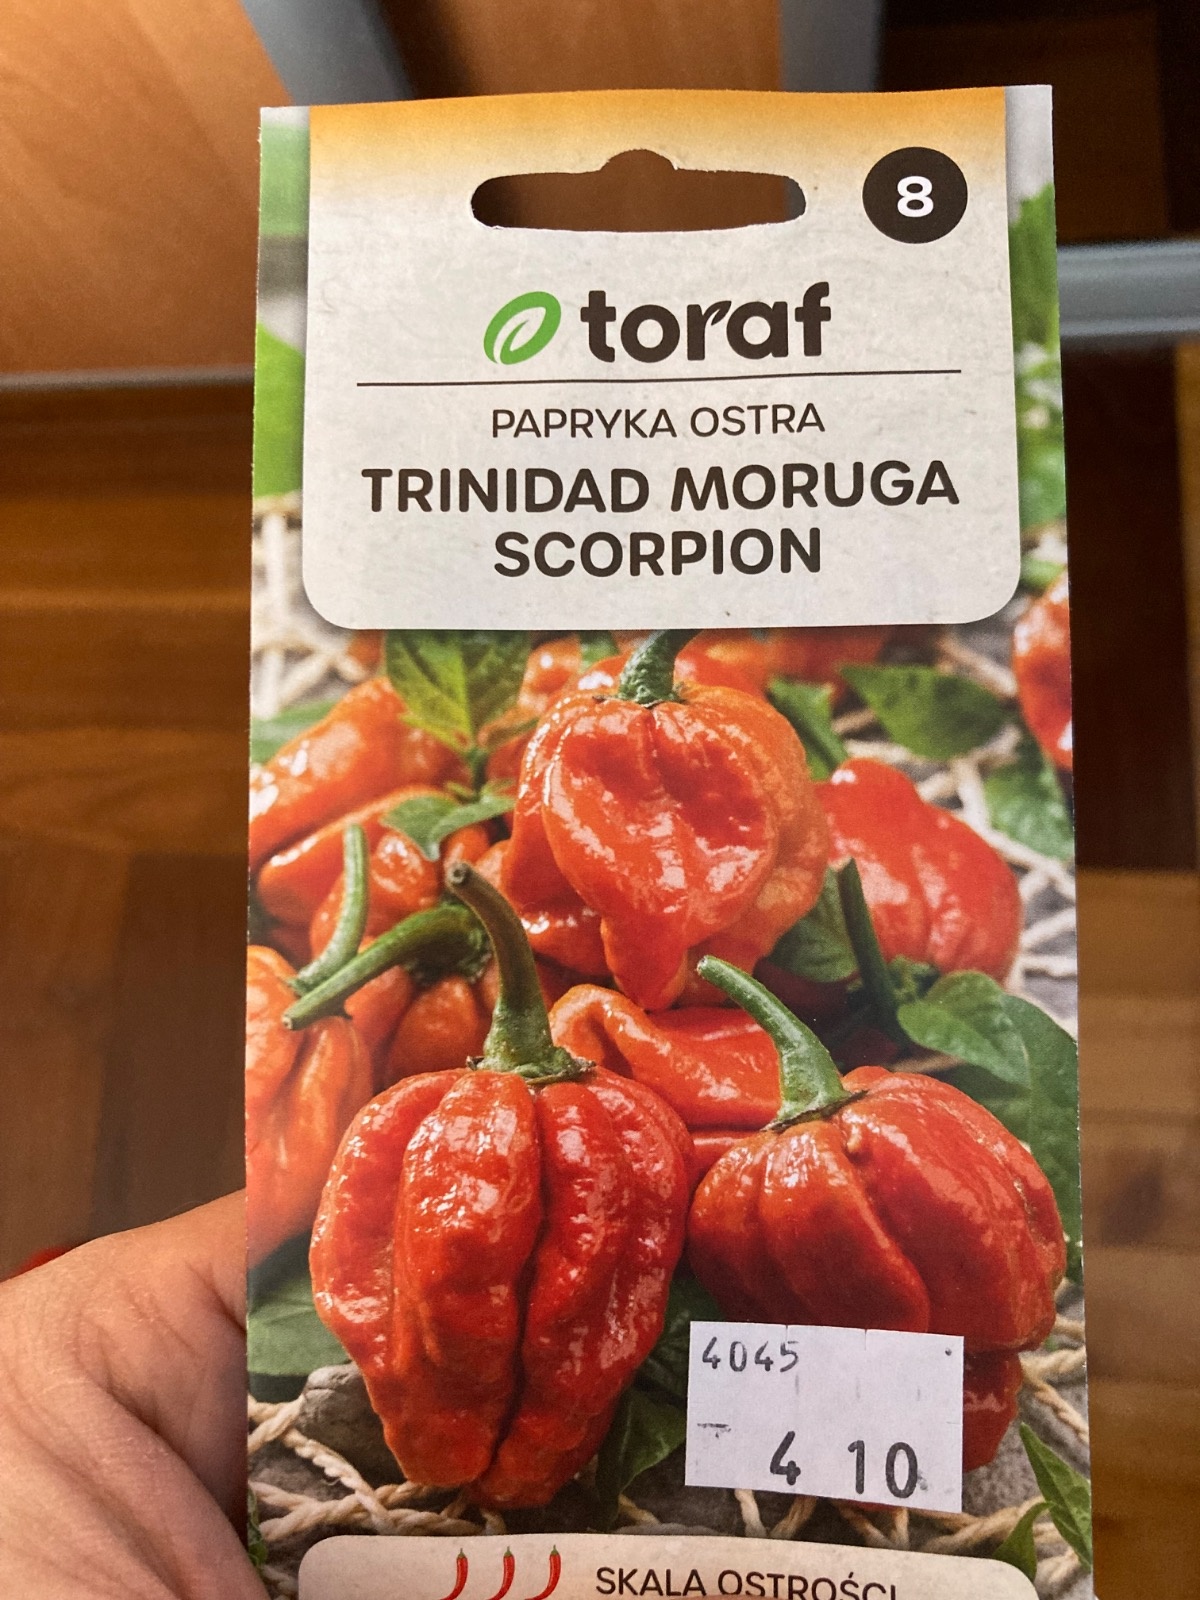 8
toraf
PAPRYKA OSTRA
TRINIDAD MORUGA
SCORPION
4045
4 10
SKALA OSTROŚCI